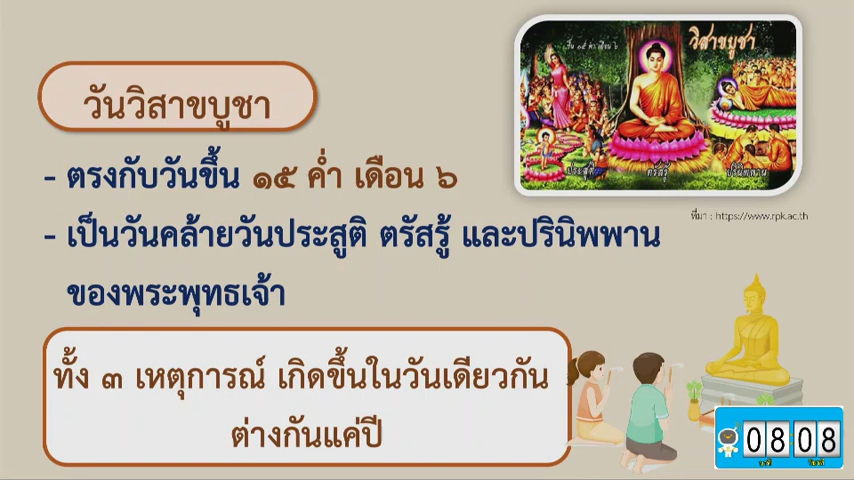 วันวิสาขบูชา
- ตรงกับวันขึ้น ๑๕ ค่ำ เดือน ๖
- เป็นวันคล้ายวันประสูติ ตรัสรู้ และปรินิพพาน
ของพระพุทธเจ้า
ทั้ง ๓ เหตุการณ์ เกิดขึ้นในวันเดียวกัน
ต่างกันแค่ปี
วิสาขบูชา
ประสูติ
ตรัสรู้
ปรินิพพาน
ที่มา : https://www.rpk.ac.th
08 08